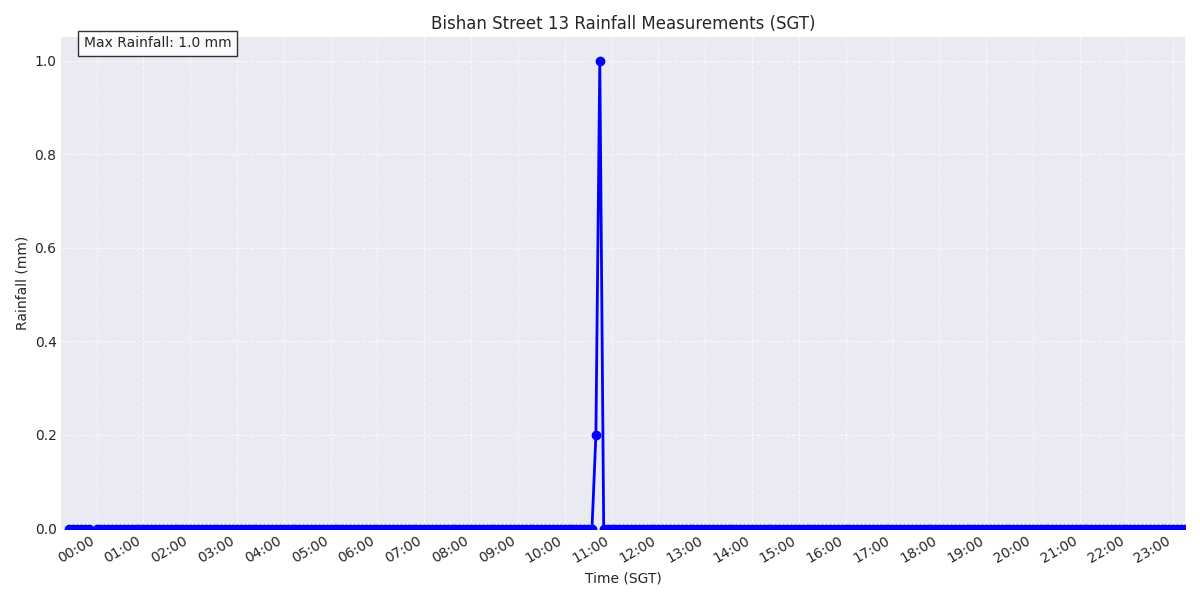 Bishan Street 13 Rainfall Measurements (SGT)
Max Rainfall: 1.0 mm
Rainfall (mm)
1.0
0.8
0.6
0.4
0.2
0.0
00:00 01:00 02:00 03:00 04:00 05:00 06:00 07:00 08:00 09:00 10:00 11:00 12:00 13:00 14:00 15:00 16:00 17:00 18:00 19:00 20:00 21:00 22:00 23:00
Time (SGT)